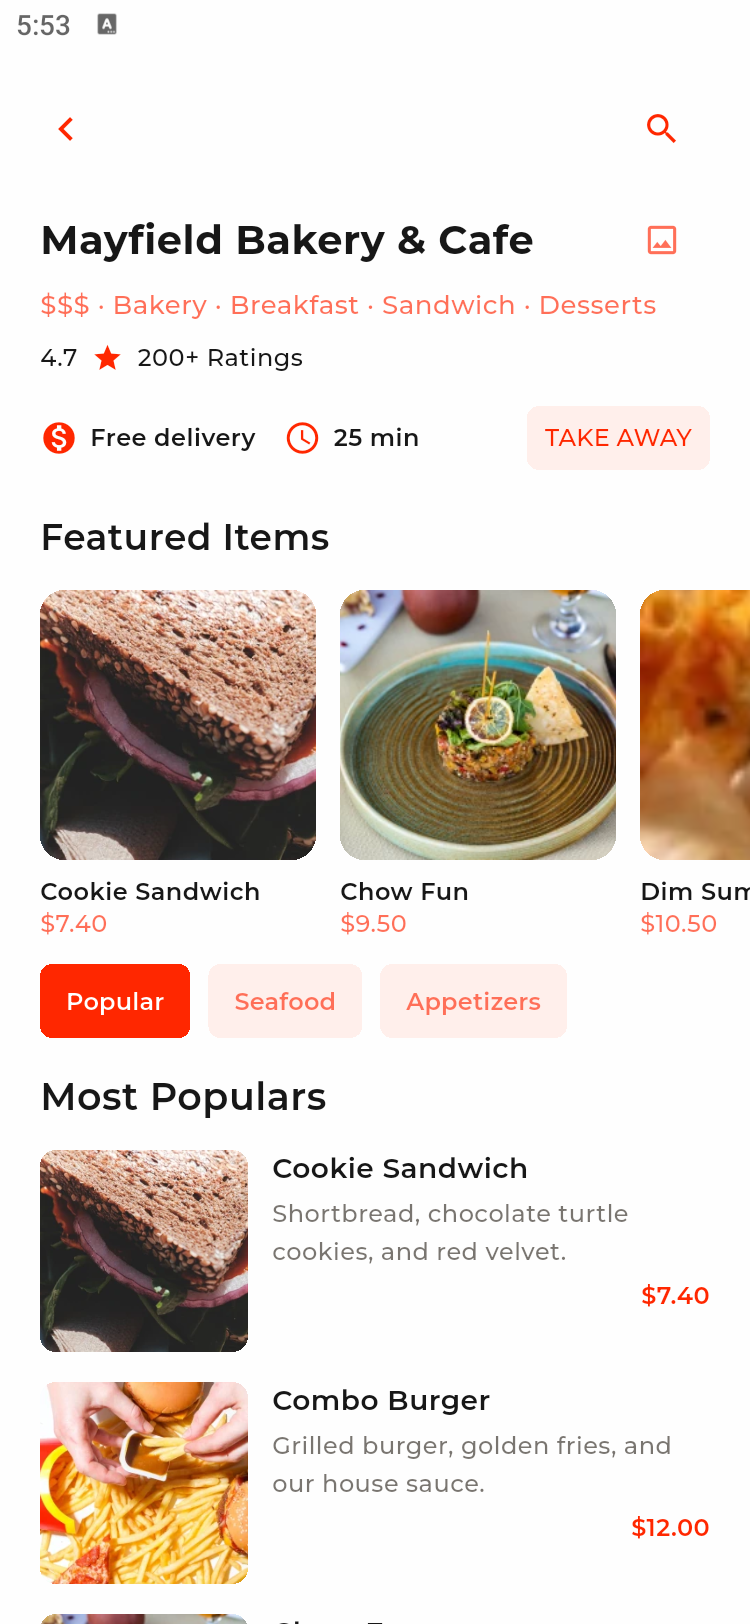 5:53
Mayfield Bakery & Cafe
$$$ · Bakery · Breakfast · Sandwich · Desserts
4.7 200+ Ratings
Free delivery 25 min TAKE AWAY
Featured Items
Cookie Sandwich Chow Fun Dim Sum
$7.40 $9.50 $10.50
Popular Seafood Appetizers
Most Populars
Cookie Sandwich
Shortbread, chocolate turtle
cookies, and red velvet.
$7.40
Combo Burger
Grilled burger, golden fries, and
our house sauce.
$12.00